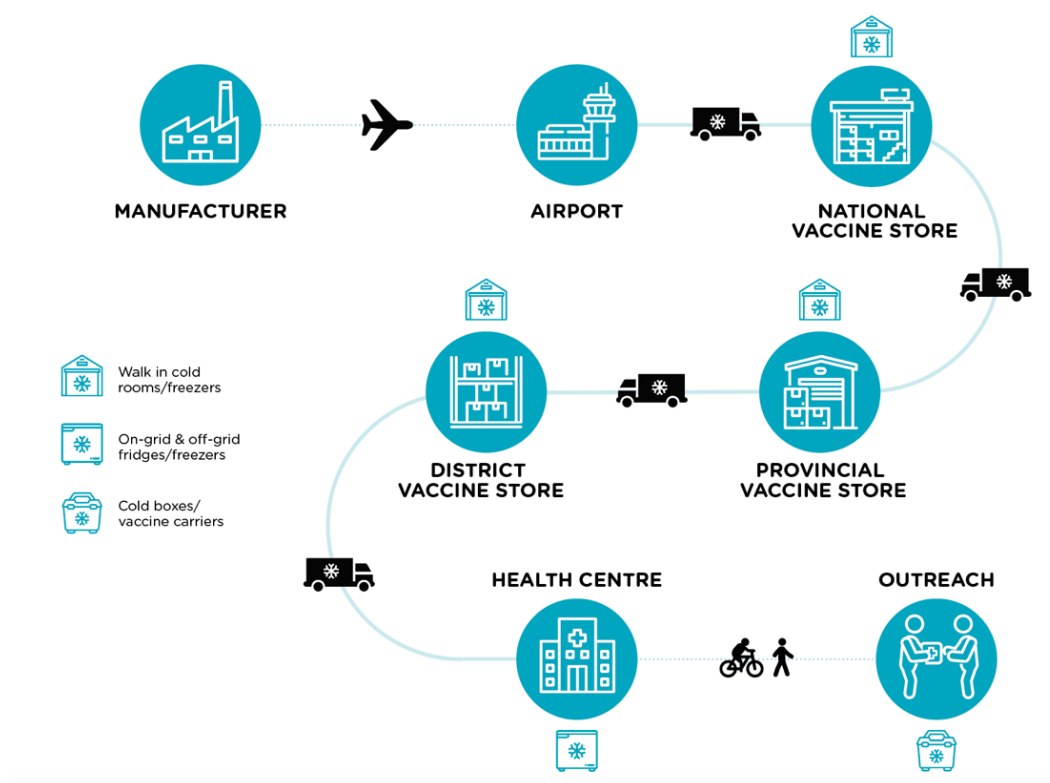 MANUFACTURER
AIRPORT
NATIONAL
VACCINE STORE
Walk in cold
rooms/freezers
On-grid & off-grid
fridges/freezers
Cold boxes/
vaccine carriers
DISTRICT
VACCINE STORE
PROVINCIAL
VACCINE STORE
HEALTH CENTRE
OUTREACH